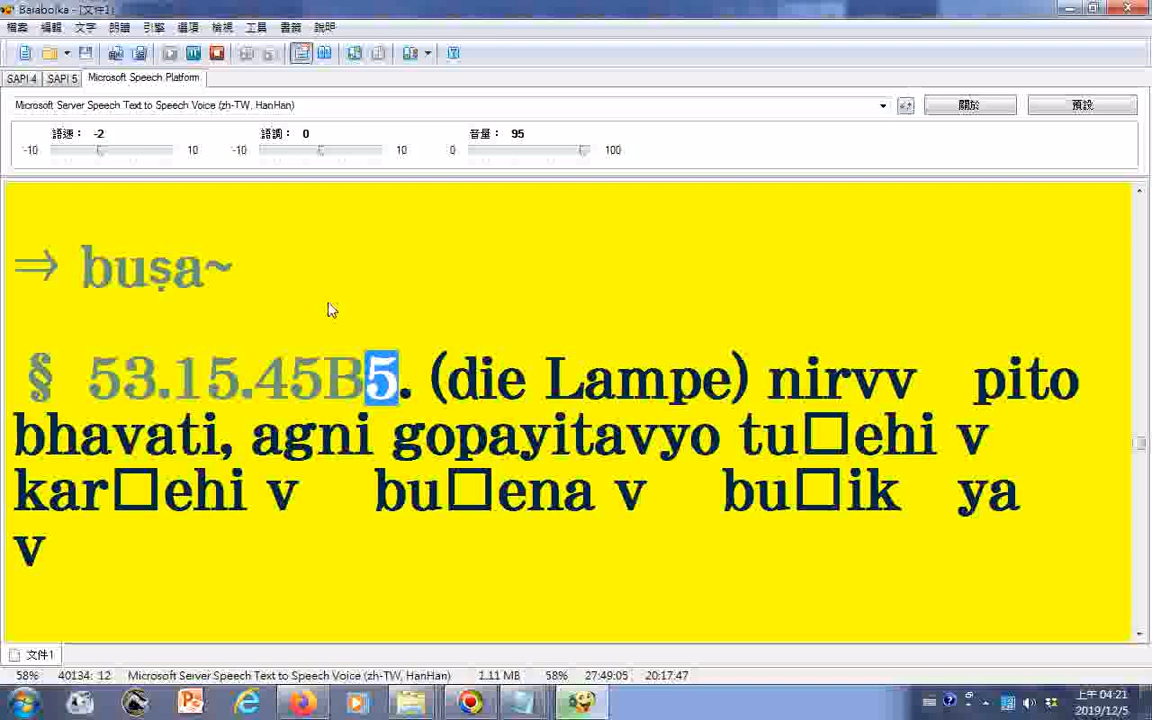 Balabolka - [文件1]
檔案 編輯 文字 朗讀 引擎 選項 檢視 工具 書籤 說明
SAPI 4 SAPI 5 Microsoft Speech Platform
Microsoft Server Speech Text to Speech Voice (zh-TW, HanHan) 關於 預設
語速： -2 語調： 0 音量： 95
-10 10 -10 10 0 100
⇒ buṣa~
§ 53.15.45B5. (die Lampe) nirvv pito
bhavati, agni gopayitavyo tu□ehi v
kar□ehi v bu□ena v bu□ik ya
v
文件1
58% 40134: 12 Microsoft Server Speech Text to Speech Voice (zh-TW, HanHan) 1.11 MB 58% 27:49:05 20:17:47
上午 04:21
2019/12/5